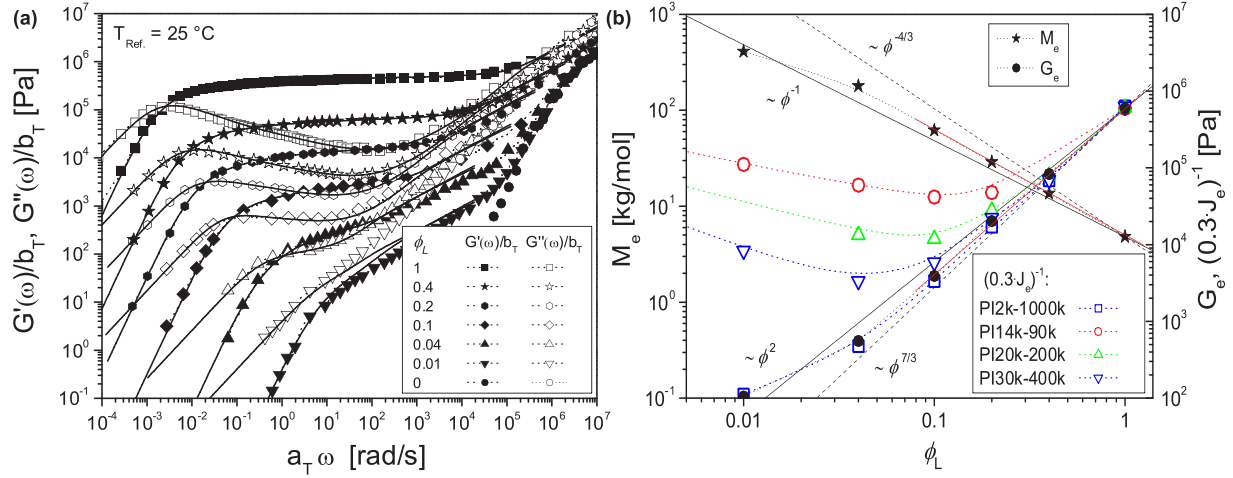 (a)
T_Ref. = 25 °C
G'(ω)/b_T, G''(ω)/b_T [Pa]
10^7
10^6
10^5
10^4
10^3
10^2
10^1
10^0
10^-1
ϕ_L G'(ω)/b_T G''(ω)/b_T
1
0.4
0.2
0.1
0.04
0.01
0
10^-4 10^-3 10^-2 10^-1 10^0 10^1 10^2 10^3 10^4 10^5 10^6 10^7
a_T ω [rad/s]
(b)
M_e [kg/mol]
10^3
10^2
10^1
10^0
10^-1
~ ϕ^-4/3
~ ϕ^-1
~ ϕ^2
~ ϕ^7/3
M_e
G_e
(0.3·J_e)^-1:
PI2k-1000k
PI14k-90k
PI20k-200k
PI30k-400k
0.01 0.1 1
ϕ_L
10^7
10^6
10^5
10^4
10^3
10^2
G_e, (0.3·J_e)^-1 [Pa]